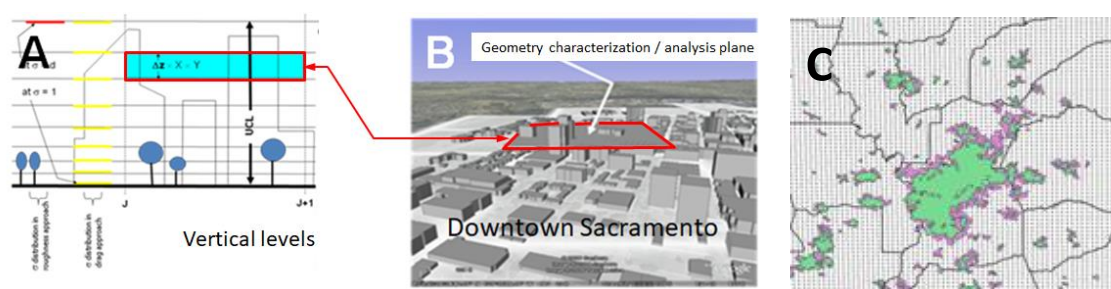 A
Δz × X × Y
at σ = 1
UCL
J
J+1
σ distribution in
roughness approach
σ distribution in
drag approach
Vertical levels
B
Geometry characterization / analysis plane
Downtown Sacramento
C